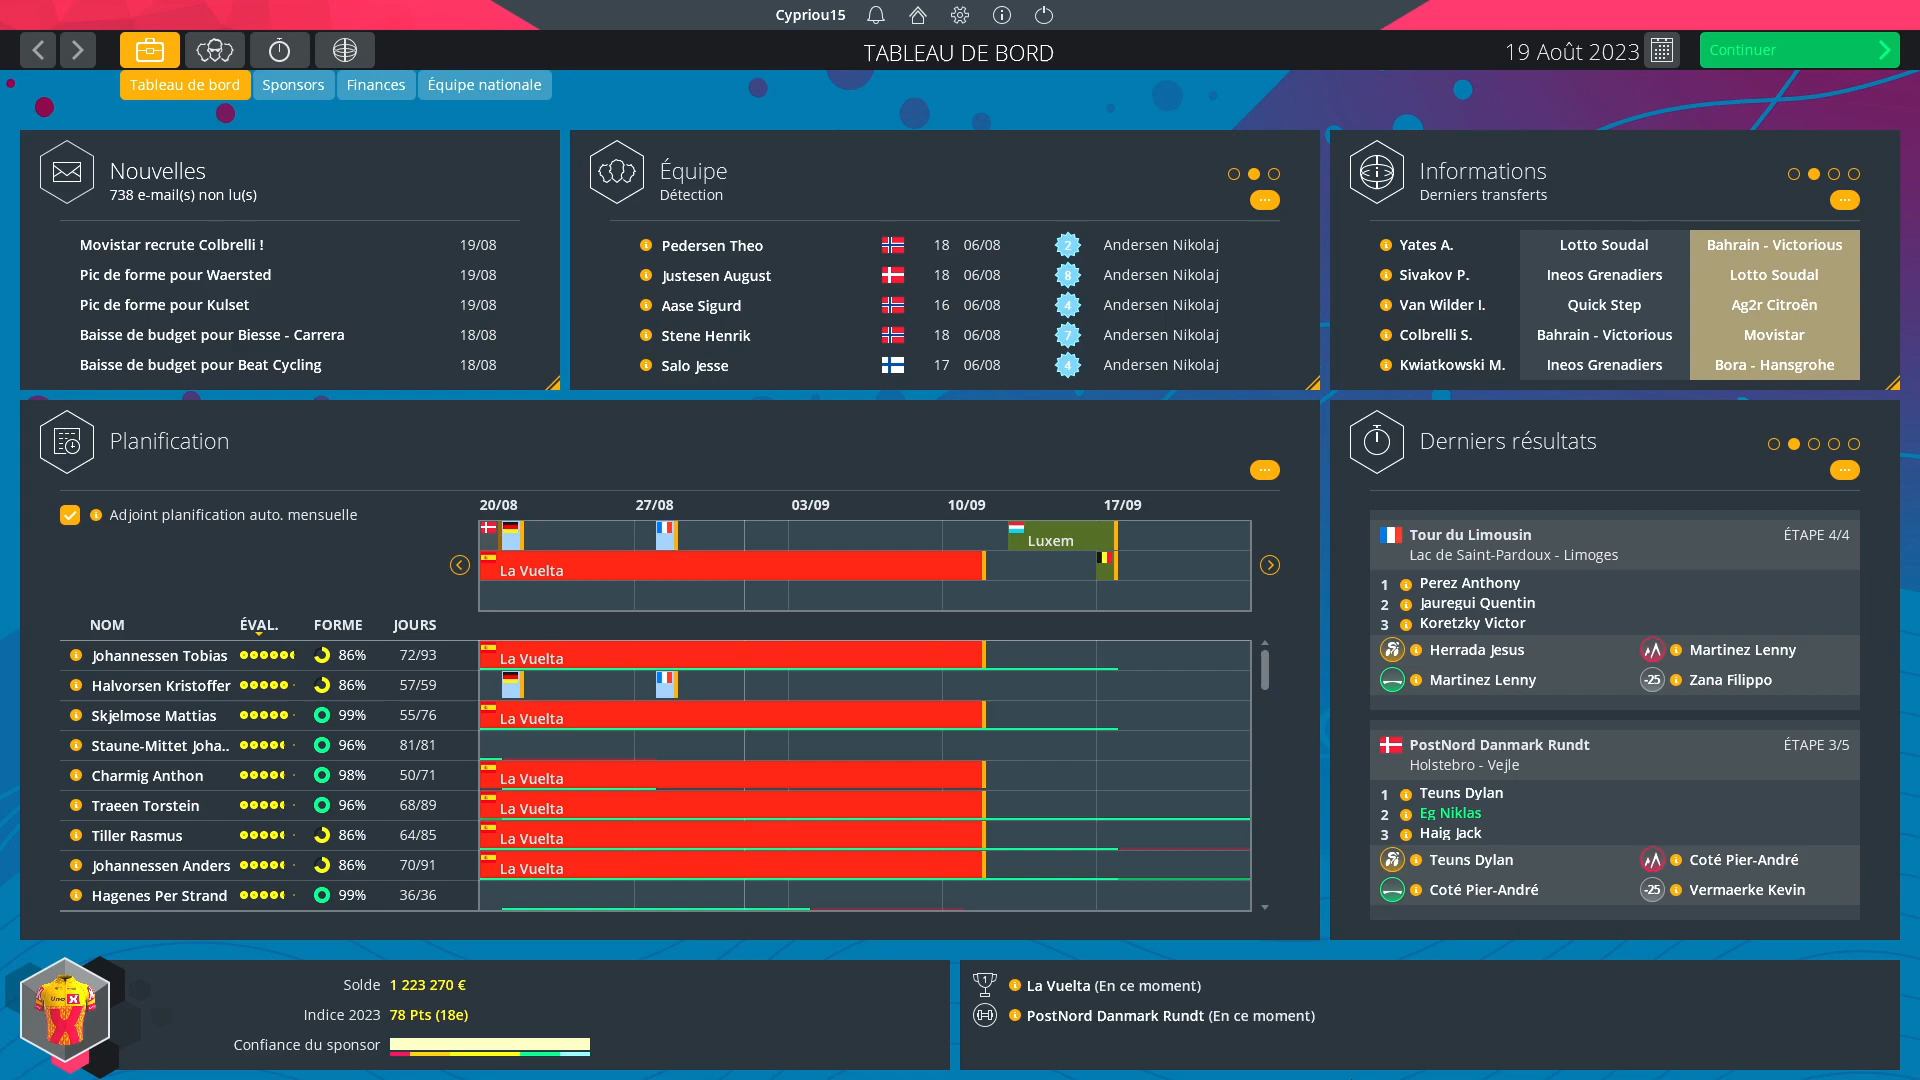 Cypriou15
TABLEAU DE BORD
19 Août 2023
Continuer
Tableau de bord
Sponsors
Finances
Équipe nationale
Nouvelles
738 e-mail(s) non lu(s)
Movistar recrute Colbrelli ! 19/08
Pic de forme pour Waersted 19/08
Pic de forme pour Kulset 19/08
Baisse de budget pour Biesse - Carrera 18/08
Baisse de budget pour Beat Cycling 18/08
Équipe
Détection
Pedersen Theo 18 06/08 2 Andersen Nikolaj
Justesen August 18 06/08 8 Andersen Nikolaj
Aase Sigurd 16 06/08 4 Andersen Nikolaj
Stene Henrik 18 06/08 7 Andersen Nikolaj
Salo Jesse 17 06/08 4 Andersen Nikolaj
Informations
Derniers transferts
Yates A. Lotto Soudal Bahrain - Victorious
Sivakov P. Ineos Grenadiers Lotto Soudal
Van Wilder I. Quick Step Ag2r Citroën
Colbrelli S. Bahrain - Victorious Movistar
Kwiatkowski M. Ineos Grenadiers Bora - Hansgrohe
Planification
Adjoint planification auto. mensuelle
20/08 27/08 03/09 10/09 17/09
Luxem
La Vuelta
NOM ÉVAL. FORME JOURS
Johannessen Tobias 86% 72/93 La Vuelta
Halvorsen Kristoffer 86% 57/59
Skjelmose Mattias 99% 55/76 La Vuelta
Staune-Mittet Joha.. 96% 81/81
Charmig Anthon 98% 50/71 La Vuelta
Traeen Torstein 96% 68/89 La Vuelta
Tiller Rasmus 86% 64/85 La Vuelta
Johannessen Anders 86% 70/91 La Vuelta
Hagenes Per Strand 99% 36/36
Derniers résultats
Tour du Limousin ÉTAPE 4/4
Lac de Saint-Pardoux - Limoges
1 Perez Anthony
2 Jauregui Quentin
3 Koretzky Victor
Herrada Jesus Martinez Lenny
Martinez Lenny -25 Zana Filippo
PostNord Danmark Rundt ÉTAPE 3/5
Holstebro - Vejle
1 Teuns Dylan
2 Eg Niklas
3 Haig Jack
Teuns Dylan Coté Pier-André
Coté Pier-André -25 Vermaerke Kevin
Solde 1 223 270 €
Indice 2023 78 Pts (18e)
Confiance du sponsor
La Vuelta (En ce moment)
PostNord Danmark Rundt (En ce moment)